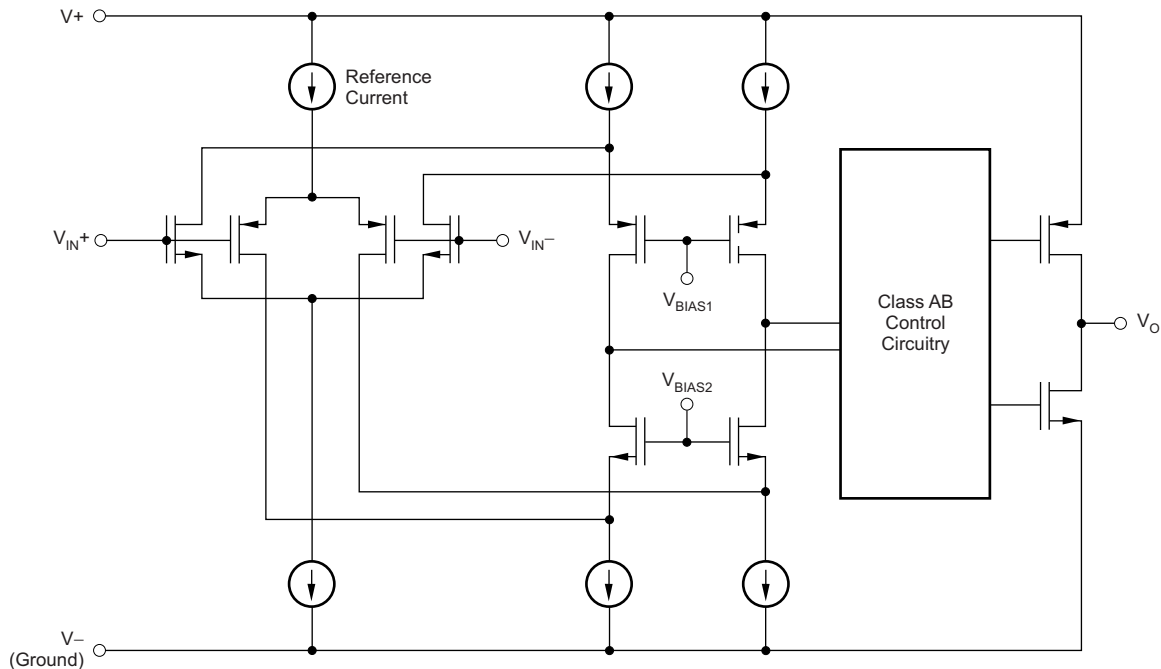 V+
Reference
Current
VIN+
VIN−
VBIAS1
VBIAS2
Class AB
Control
Circuitry
VO
V−
(Ground)